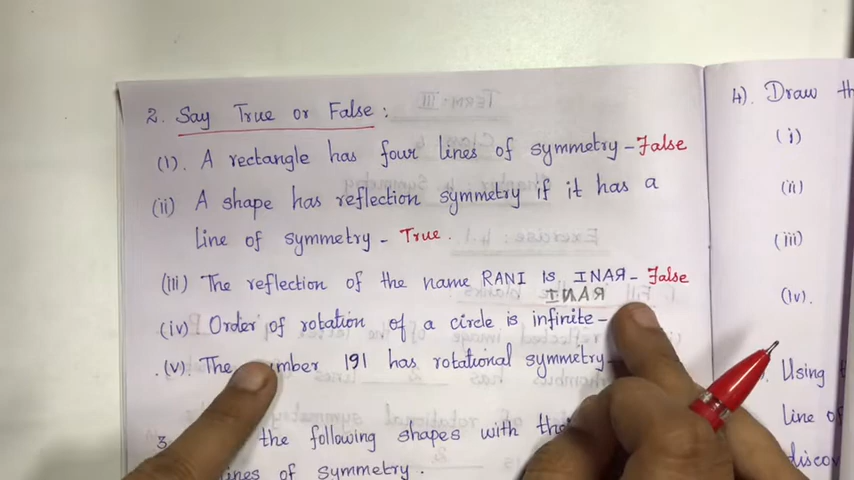 2. Say True or False :
(i). A rectangle has four lines of symmetry - False
(ii) A shape has reflection symmetry if it has a
line of symmetry - True.
(iii) The reflection of the name RANI is INAЯ - False
IИAЯ
(iv) Order of rotation of a circle is infinite -
(v). The number 191 has rotational symmetry -
3. the following shapes with
lines of symmetry.
4). Draw
(i)
(ii)
(iii)
(iv).
Using
line of